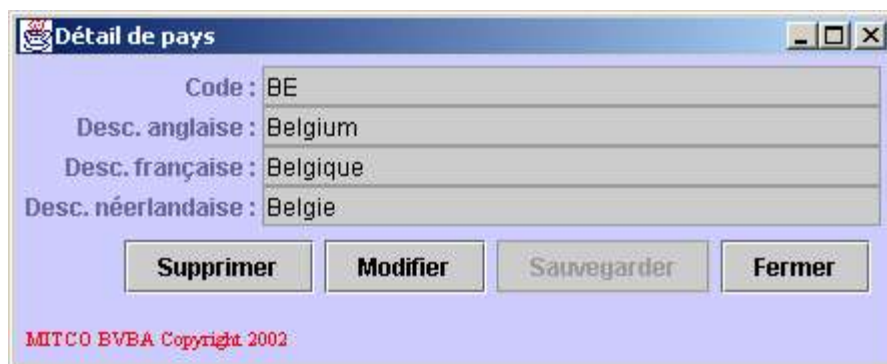 Détail de pays
Code : BE
Desc. anglaise : Belgium
Desc. française : Belgique
Desc. néerlandaise : Belgie
Supprimer Modifier Sauvegarder Fermer
MITCO BVBA Copyright 2002